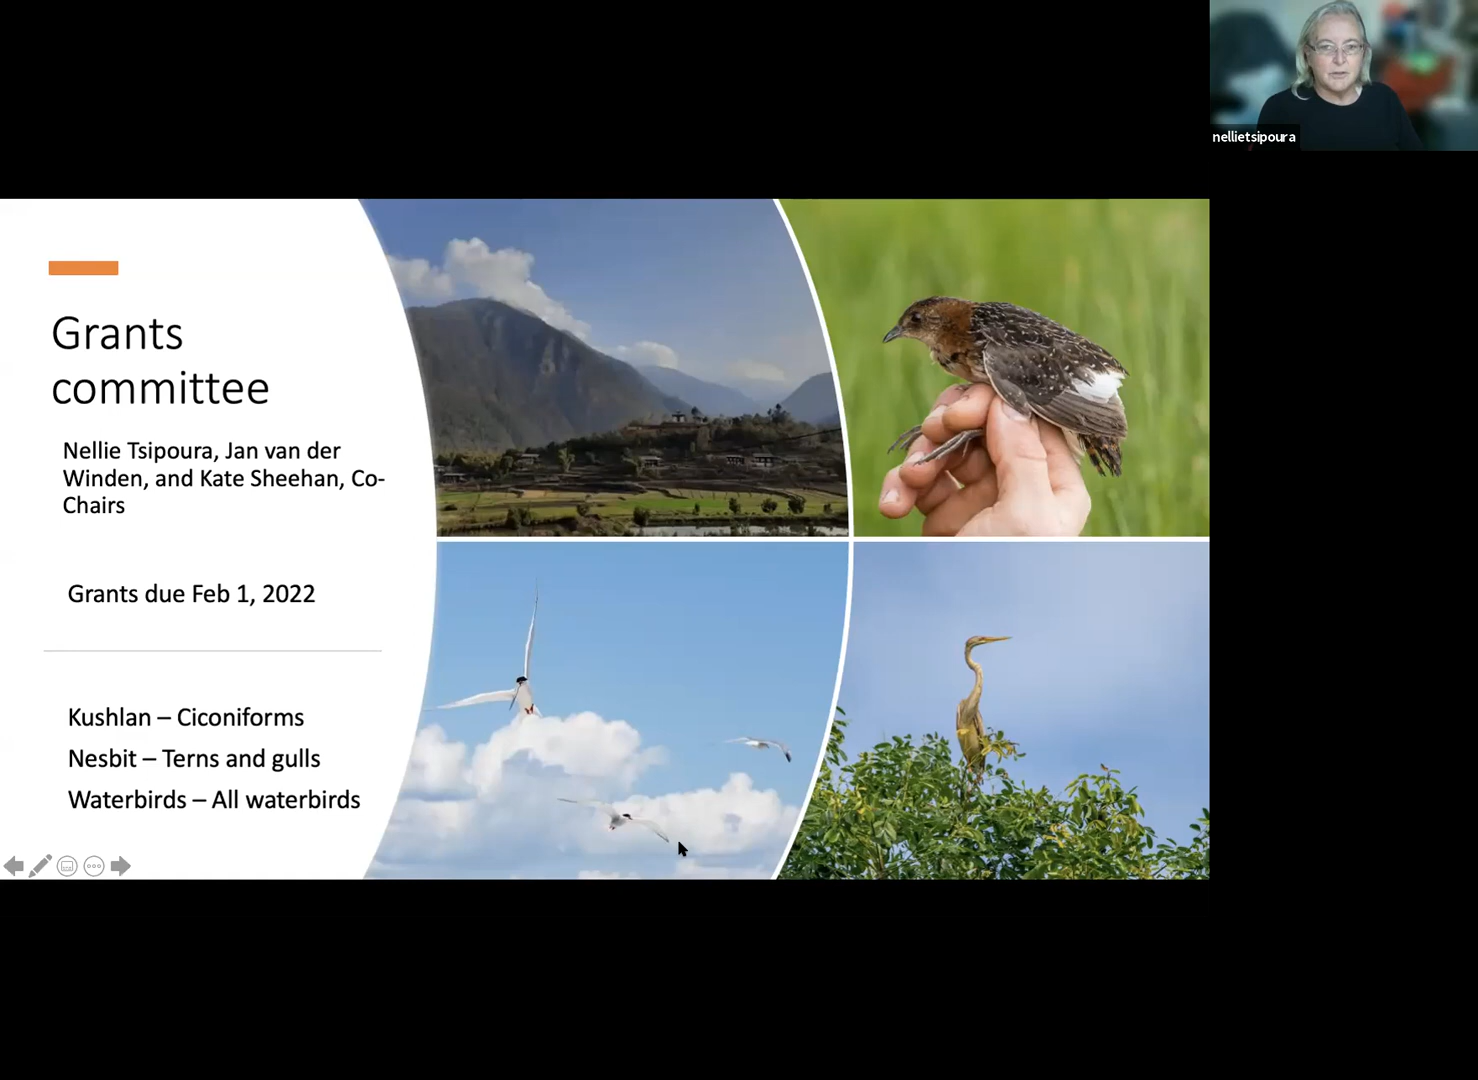 nellietsipoura
Grants
committee
Nellie Tsipoura, Jan van der
Winden, and Kate Sheehan, Co-
Chairs
Grants due Feb 1, 2022
Kushlan – Ciconiforms
Nesbit – Terns and gulls
Waterbirds – All waterbirds